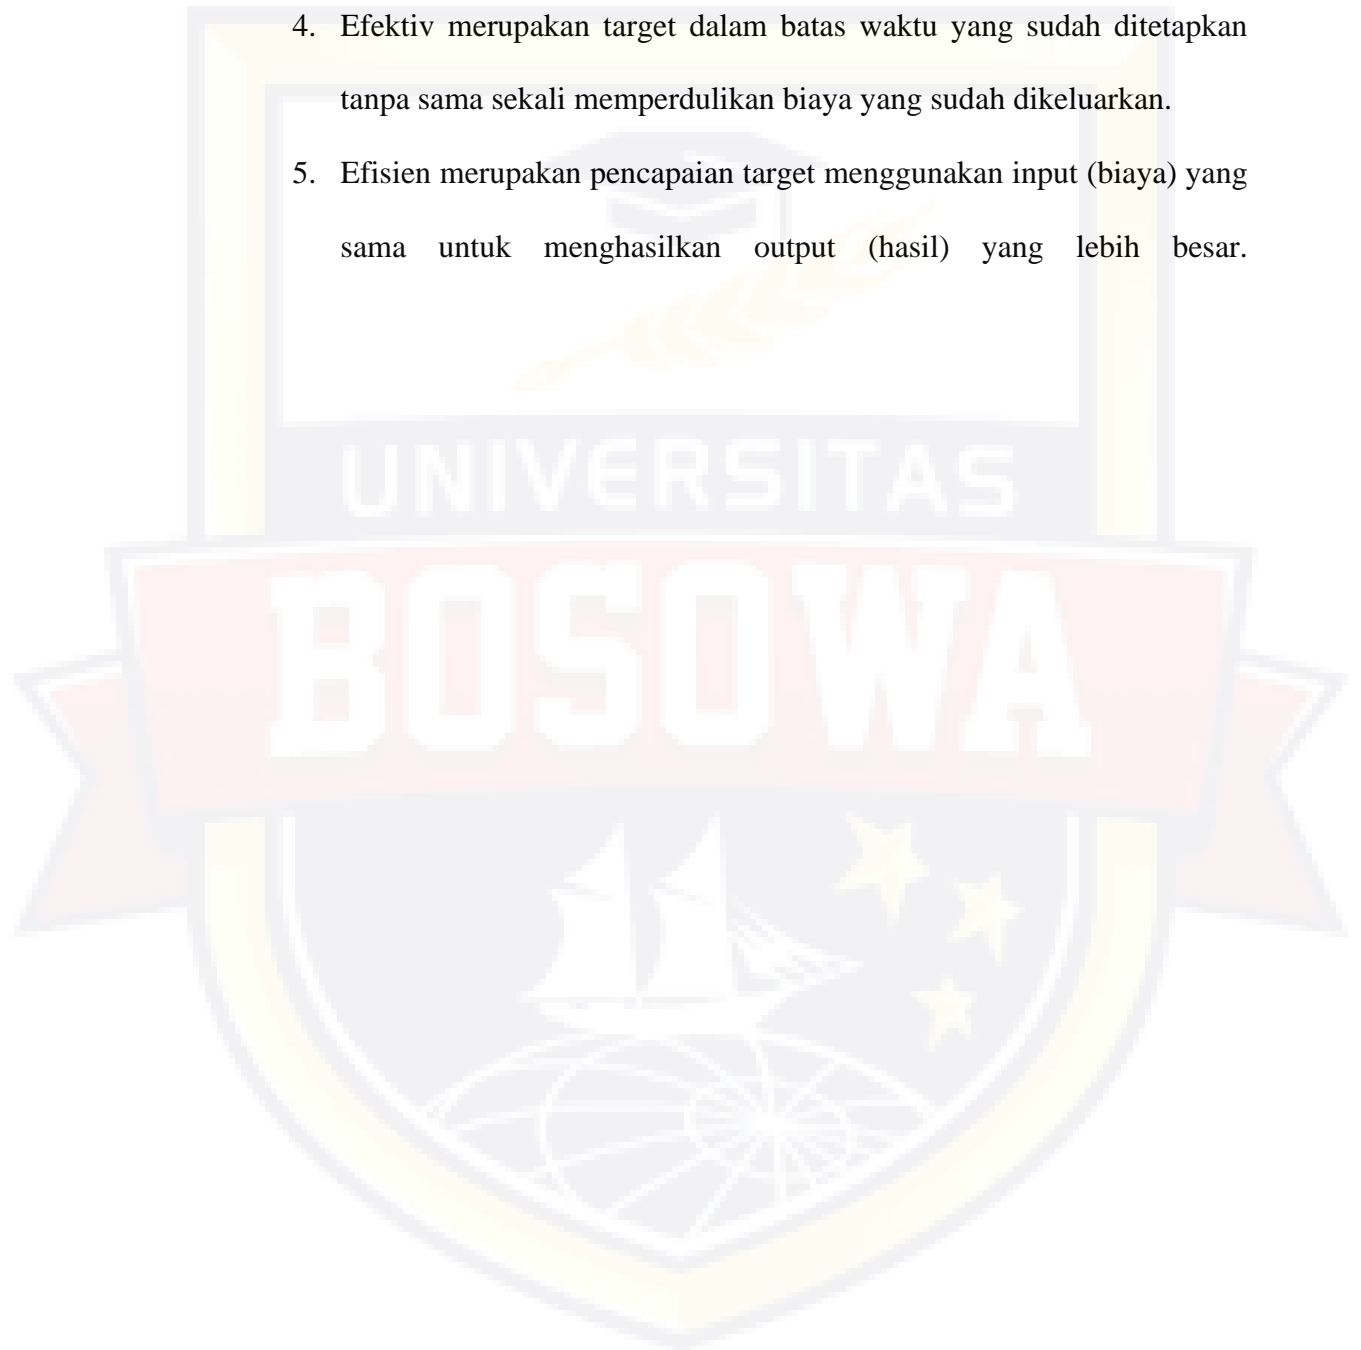 4. Efektiv merupakan target dalam batas waktu yang sudah ditetapkan
tanpa sama sekali memperdulikan biaya yang sudah dikeluarkan.
5. Efisien merupakan pencapaian target menggunakan input (biaya) yang
sama untuk menghasilkan output (hasil) yang lebih besar.
UNIVERSITAS
BOSOWA